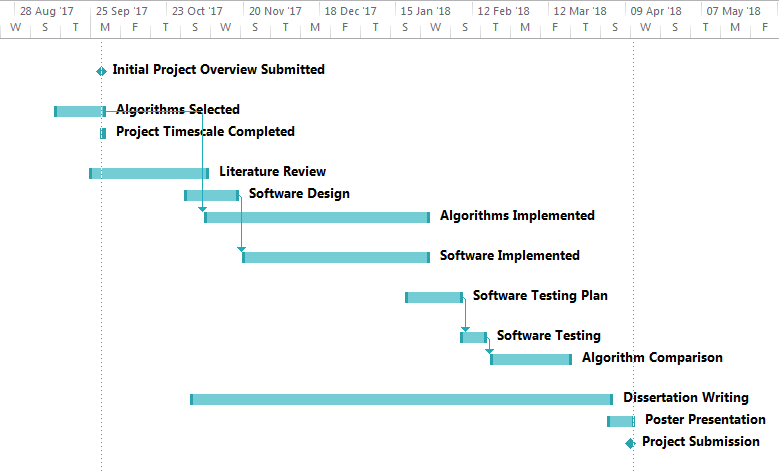 28 Aug '17 25 Sep '17 23 Oct '17 20 Nov '17 18 Dec '17 15 Jan '18 12 Feb '18 12 Mar '18 09 Apr '18 07 May '18
W S T M F T S W S T M F T S W S T M F T S W S T M F
Initial Project Overview Submitted
Algorithms Selected
Project Timescale Completed
Literature Review
Software Design
Algorithms Implemented
Software Implemented
Software Testing Plan
Software Testing
Algorithm Comparison
Dissertation Writing
Poster Presentation
Project Submission